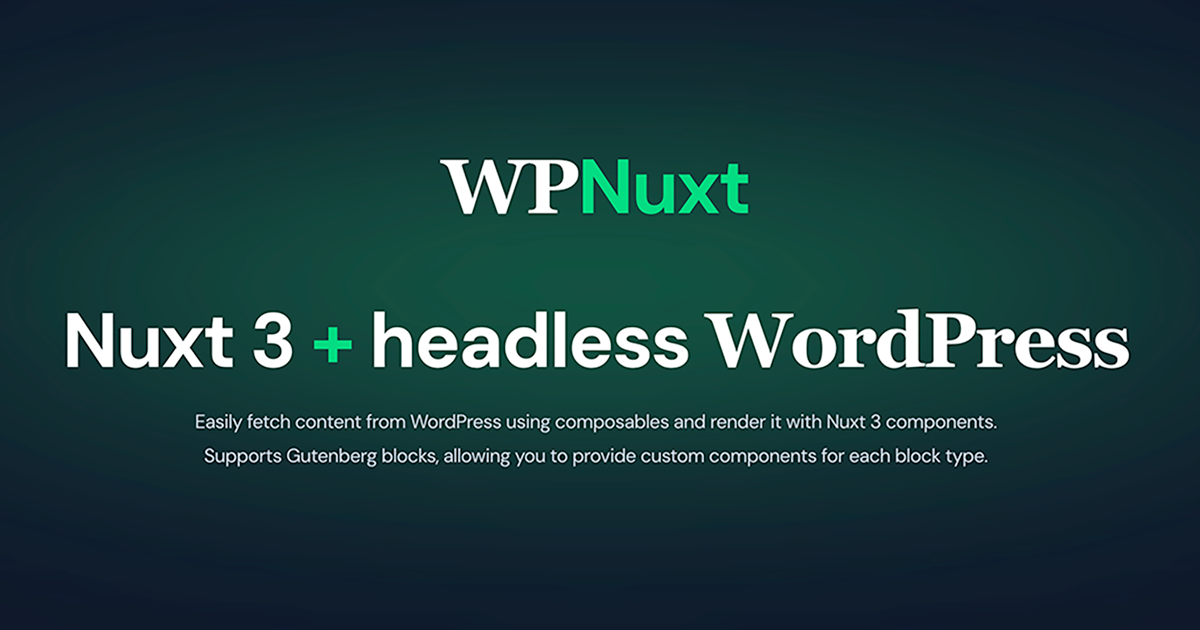 WPNuxt
Nuxt 3 + headless WordPress
Easily fetch content from WordPress using composables and render it with Nuxt 3 components.
Supports Gutenberg blocks, allowing you to provide custom components for each block type.